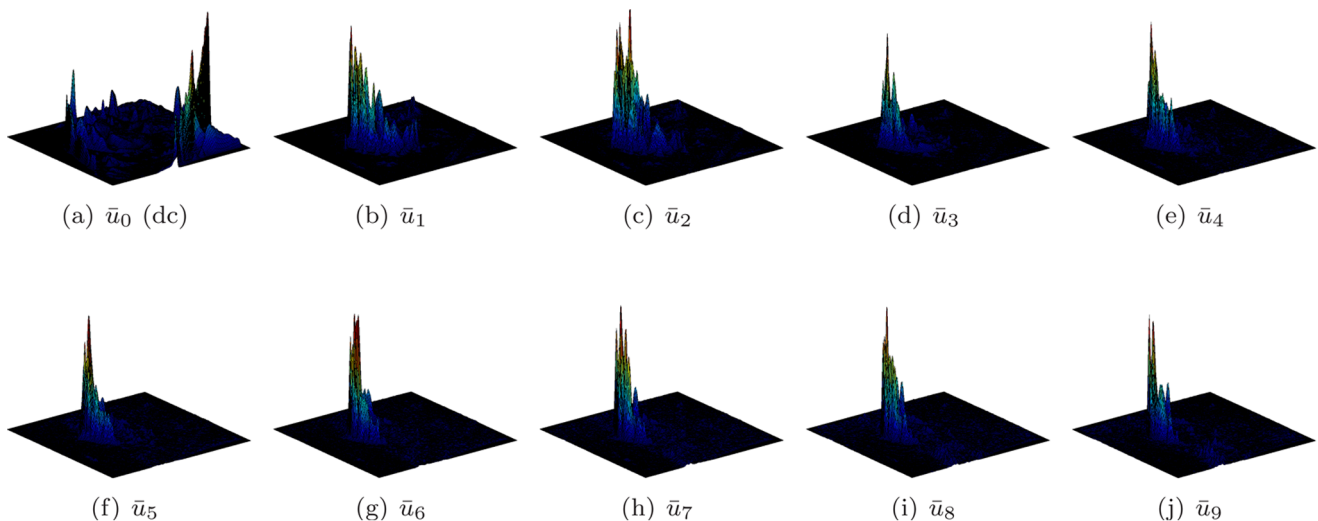 (a) ū₀ (dc) (b) ū₁ (c) ū₂ (d) ū₃ (e) ū₄
(f) ū₅ (g) ū₆ (h) ū₇ (i) ū₈ (j) ū₉